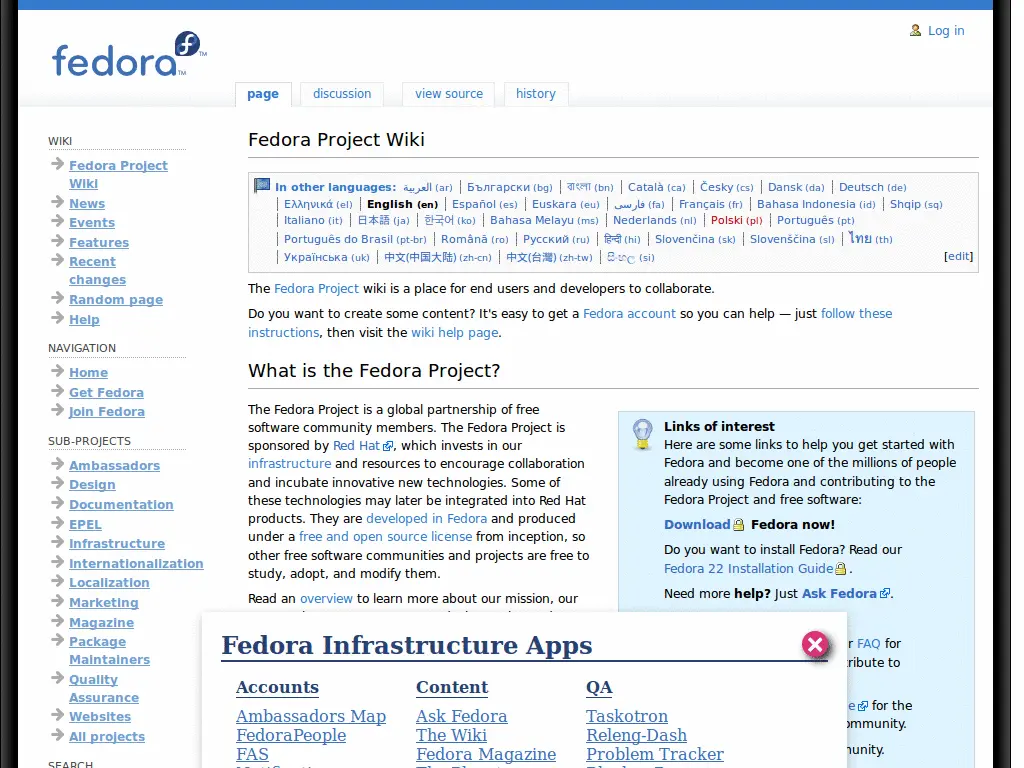 Log in
fedora™
page
discussion
view source
history
Fedora Project Wiki
In other languages: العربية (ar) | Български (bg) | বাংলা (bn) | Català (ca) | Česky (cs) | Dansk (da) | Deutsch (de)
| Ελληνικά (el) | English (en) | Español (es) | Euskara (eu) | فارسی (fa) | Français (fr) | Bahasa Indonesia (id) | Shqip (sq)
| Italiano (it) | 日本語 (ja) | 한국어 (ko) | Bahasa Melayu (ms) | Nederlands (nl) | Polski (pl) | Português (pt)
| Português do Brasil (pt-br) | Română (ro) | Русский (ru) | हिन्दी (hi) | Slovenčina (sk) | Slovenščina (sl) | ไทย (th)
| Українська (uk) | 中文(中国大陆) (zh-cn) | 中文(台灣) (zh-tw) | සිංහල (si)
[edit]
The Fedora Project wiki is a place for end users and developers to collaborate.
Do you want to create some content? It's easy to get a Fedora account so you can help — just follow these
instructions, then visit the wiki help page.
What is the Fedora Project?
The Fedora Project is a global partnership of free
software community members. The Fedora Project is
sponsored by Red Hat, which invests in our
infrastructure and resources to encourage collaboration
and incubate innovative new technologies. Some of
these technologies may later be integrated into Red Hat
products. They are developed in Fedora and produced
under a free and open source license from inception, so
other free software communities and projects are free to
study, adopt, and modify them.
Read an overview to learn more about our mission, our
Links of interest
Here are some links to help you get started with
Fedora and become one of the millions of people
already using Fedora and contributing to the
Fedora Project and free software:
Download Fedora now!
Do you want to install Fedora? Read our
Fedora 22 Installation Guide.
Need more help? Just Ask Fedora.
FAQ for
for the
WIKI
Fedora Project
Wiki
News
Events
Features
Recent
changes
Random page
Help
NAVIGATION
Home
Get Fedora
Join Fedora
SUB-PROJECTS
Ambassadors
Design
Documentation
EPEL
Infrastructure
Internationalization
Localization
Marketing
Magazine
Package
Maintainers
Quality
Assurance
Websites
All projects
SEARCH
Fedora Infrastructure Apps
Accounts
Ambassadors Map
FedoraPeople
FAS
Content
Ask Fedora
The Wiki
Fedora Magazine
QA
Taskotron
Releng-Dash
Problem Tracker